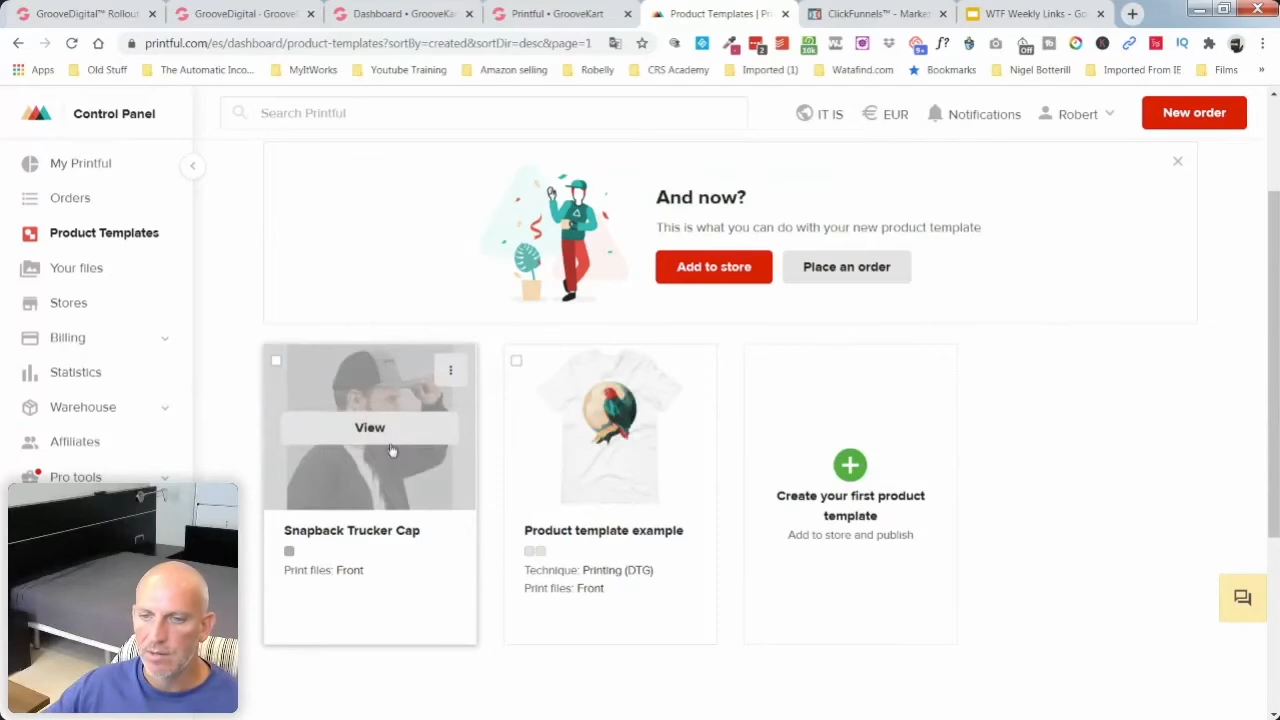 GrooveDigital™ Rollout
GrooveDigital - Groovel
Dashboard • GrooveKar
Printful • GrooveKart
Product Templates | Pr
ClickFunnels™ - Market
WTF Weekly Links - Go
printful.com/it/dashboard/product-templates?sortBy=created&sortDir=desc&page=1
Apps
Old Stuff
The Automatic Inco...
MyItWorks
Youtube Training
Amazon selling
Robelly
CRS Academy
Imported (1)
Watafind.com
Bookmarks
Nigel Botterill
Imported From IE
Films
Control Panel
Search Printful
IT IS
EUR
Notifications
Robert
New order
My Printful
Orders
Product Templates
Your files
Stores
Billing
Statistics
Warehouse
Affiliates
Pro tools
And now?
This is what you can do with your new product template
Add to store
Place an order
View
Snapback Trucker Cap
Print files: Front
Product template example
Technique: Printing (DTG)
Print files: Front
Create your first product
template
Add to store and publish